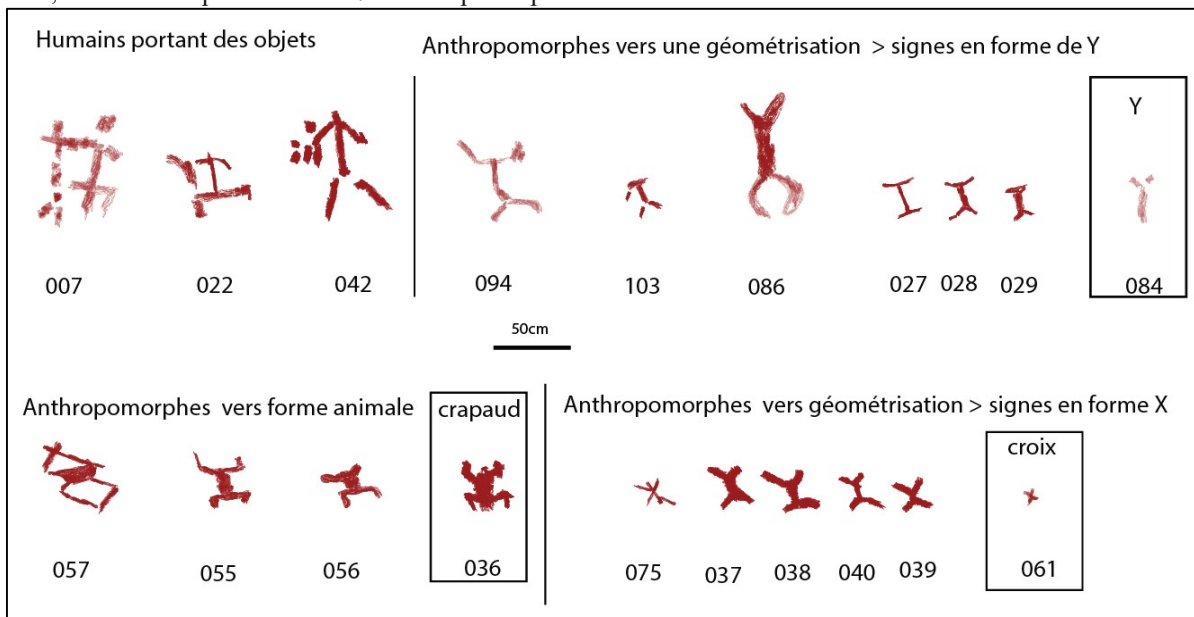 Humains portant des objets
Anthropomorphes vers une géométrisation > signes en forme de Y
Y
007 022 042 094 103 086 027 028 029 084
50cm
Anthropomorphes vers forme animale
crapaud
Anthropomorphes vers géométrisation > signes en forme X
croix
057 055 056 036 075 037 038 040 039 061